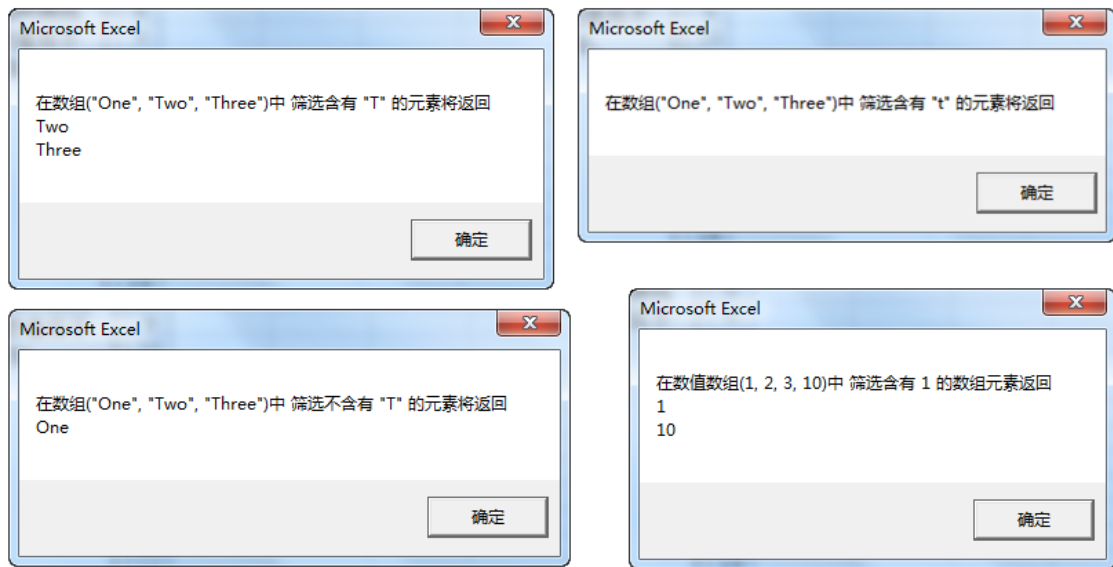 Microsoft Excel
x
在数组("One", "Two", "Three")中 筛选含有 "T" 的元素将返回
Two
Three
确定
Microsoft Excel
x
在数组("One", "Two", "Three")中 筛选含有 "t" 的元素将返回
确定
Microsoft Excel
x
在数组("One", "Two", "Three")中 筛选不含有 "T" 的元素将返回
One
确定
Microsoft Excel
x
在数值数组(1, 2, 3, 10)中 筛选含有 1 的数组元素返回
1
10
确定